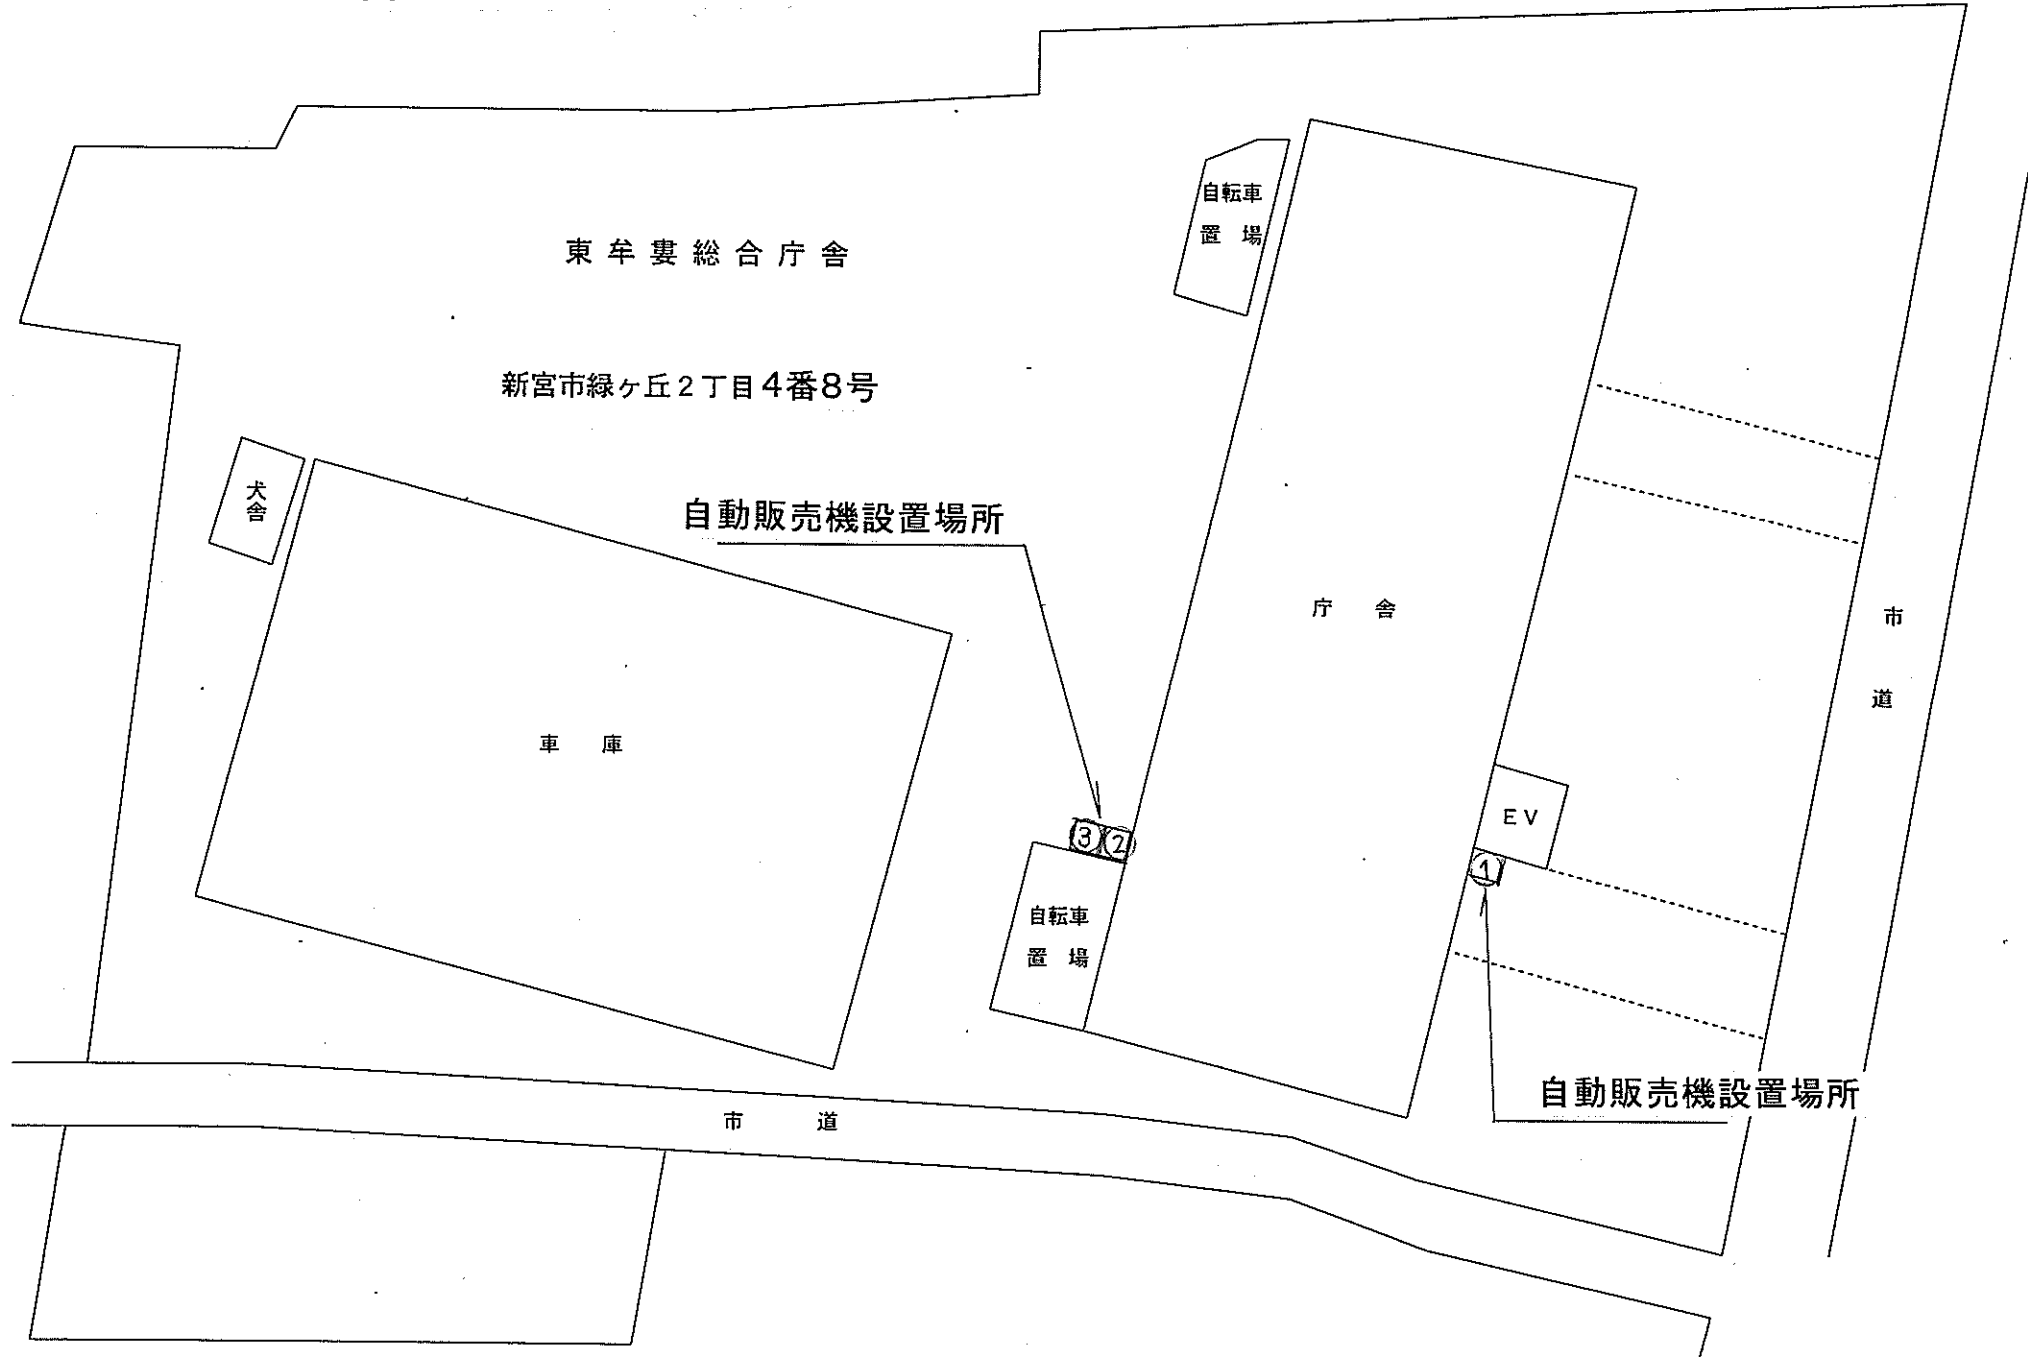 自転車
置　場
東牟婁総合庁舎
新宮市緑ヶ丘２丁目４番８号
犬舎
自動販売機設置場所
庁　舎
市道
車　庫
EV
③②
①
自転車
置　場
自動販売機設置場所
市　道